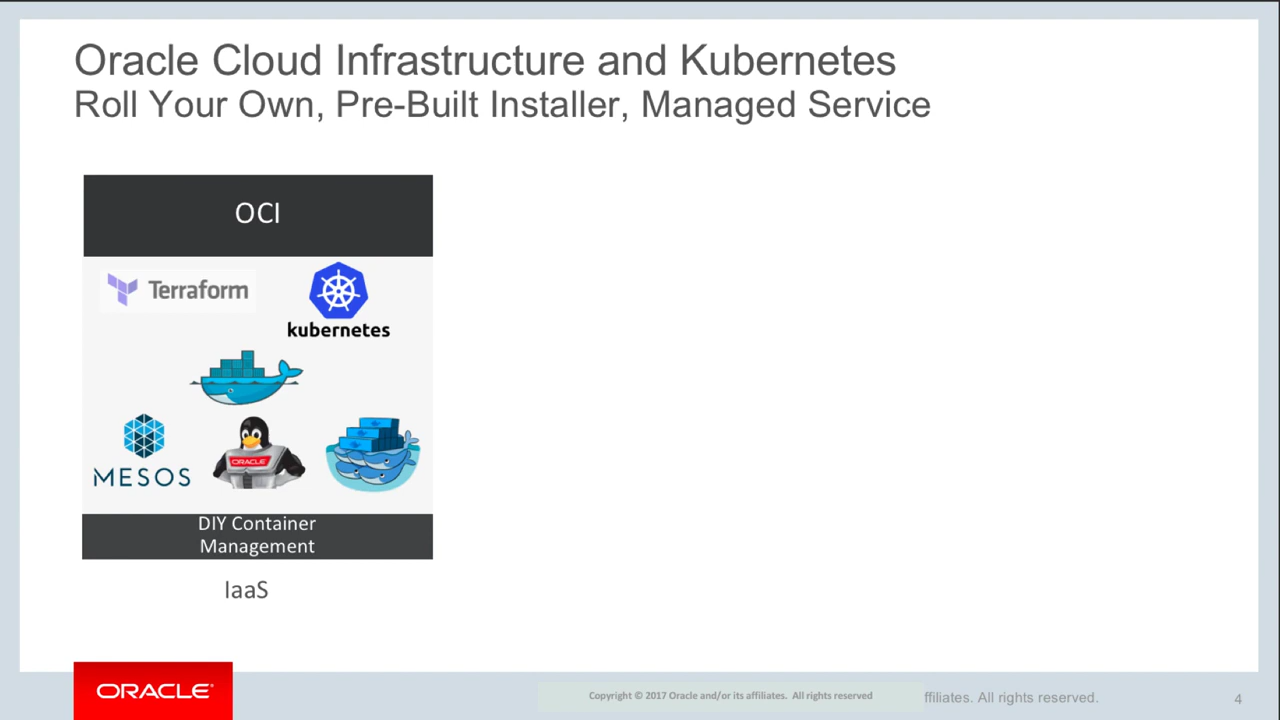 Oracle Cloud Infrastructure and Kubernetes
Roll Your Own, Pre-Built Installer, Managed Service
OCI
Terraform
kubernetes
MESOS
ORACLE
DIY Container
Management
IaaS
ORACLE
Copyright © 2017 Oracle and/or its affiliates. All rights reserved
ffiliates. All rights reserved.
4